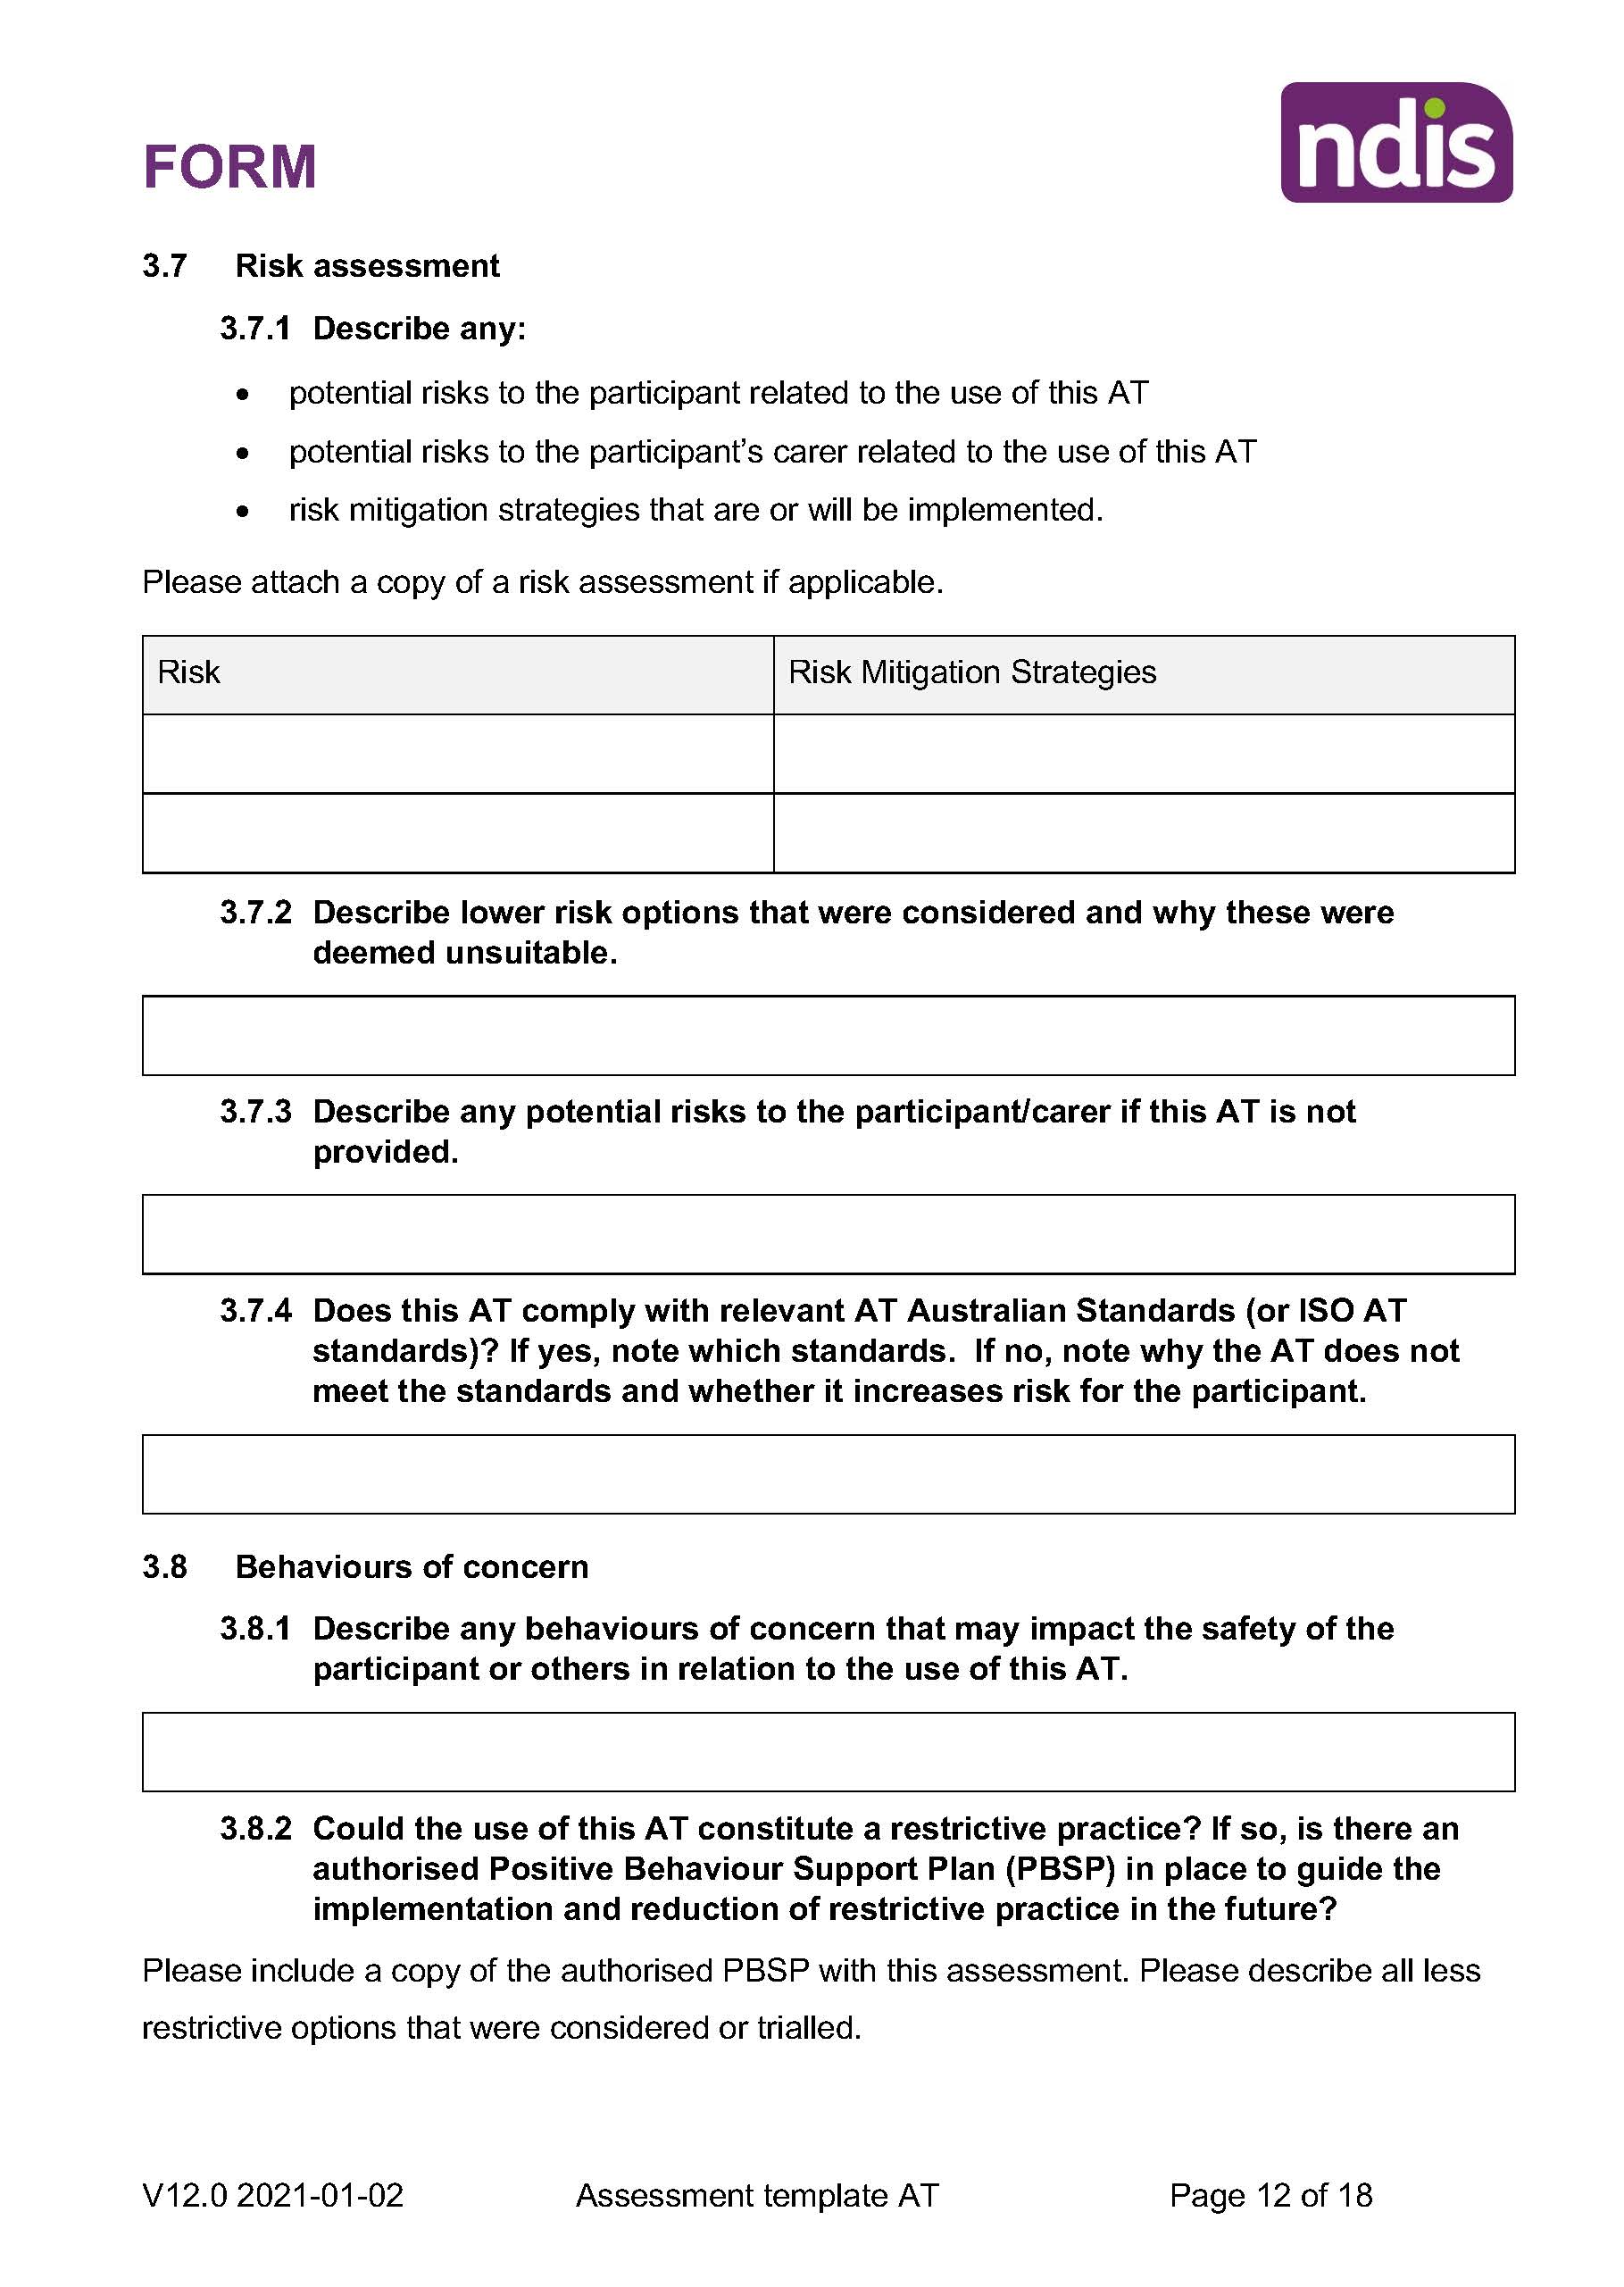 FORM
ndis
3.7 Risk assessment
3.7.1 Describe any:
• potential risks to the participant related to the use of this AT
• potential risks to the participant’s carer related to the use of this AT
• risk mitigation strategies that are or will be implemented.
Please attach a copy of a risk assessment if applicable.
Risk Risk Mitigation Strategies
3.7.2 Describe lower risk options that were considered and why these were
deemed unsuitable.
3.7.3 Describe any potential risks to the participant/carer if this AT is not
provided.
3.7.4 Does this AT comply with relevant AT Australian Standards (or ISO AT
standards)? If yes, note which standards.  If no, note why the AT does not
meet the standards and whether it increases risk for the participant.
3.8 Behaviours of concern
3.8.1 Describe any behaviours of concern that may impact the safety of the
participant or others in relation to the use of this AT.
3.8.2 Could the use of this AT constitute a restrictive practice? If so, is there an
authorised Positive Behaviour Support Plan (PBSP) in place to guide the
implementation and reduction of restrictive practice in the future?
Please include a copy of the authorised PBSP with this assessment. Please describe all less
restrictive options that were considered or trialled.
V12.0 2021-01-02 Assessment template AT Page 12 of 18